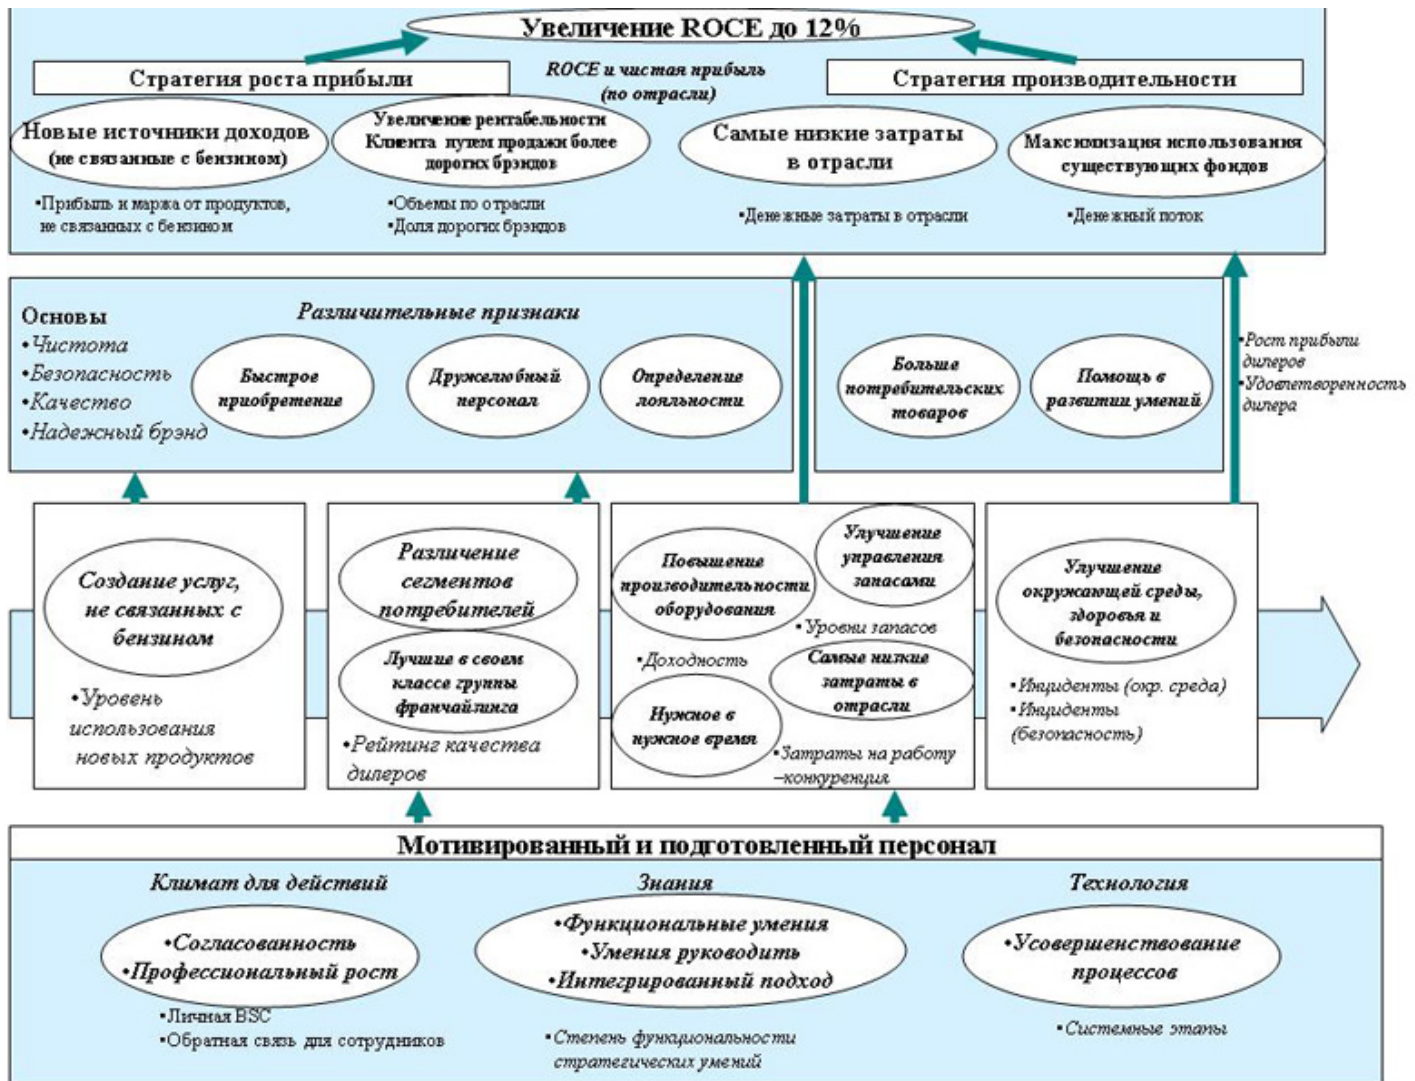 Увеличение ROCE до 12%
Стратегия роста прибыли
ROCE и чистая прибыль
(по отрасли)
Стратегия производительности
Новые источники доходов
(не связанные с бензином)
Увеличение рентабельности
Клиента путем продажи более
дорогих брэндов
Самые низкие затраты
в отрасли
Максимизация использования
существующих фондов
•Прибыль и маржа от продуктов,
не связанных с бензином
•Объемы по отрасли
•Доля дорогих брэндов
•Денежные затраты в отрасли
•Денежный поток
Основы
•Чистота
•Безопасность
•Качество
•Надежный брэнд
Различительные признаки
Быстрое
приобретение
Дружелюбный
персонал
Определение
лояльности
Больше
потребительских
товаров
Помощь в
развитии умений
•Рост прибыли
дилеров
•Удовлетворенность
дилера
Создание услуг,
не связанных с
бензином
•Уровень
использования
новых продуктов
Различение
сегментов
потребителей
Лучшие в своем
классе группы
франчайзинга
•Рейтинг качества
дилеров
Повышение
производительности
оборудования
•Доходность
Нужное в
нужное время
Улучшение
управления
запасами
•Уровни запасов
Самые низкие
затраты в
отрасли
•Затраты на работу
–конкуренция
Улучшение
окружающей среды,
здоровья и
безопасности
•Инциденты (окр. среда)
•Инциденты
(безопасность)
Мотивированный и подготовленный персонал
Климат для действий
•Согласованность
•Профессиональный рост
•Личная BSC
•Обратная связь для сотрудников
Знания
•Функциональные умения
•Умения руководить
•Интегрированный подход
•Степень функциональности
стратегических умений
Технология
•Усовершенствование
процессов
•Системные этапы